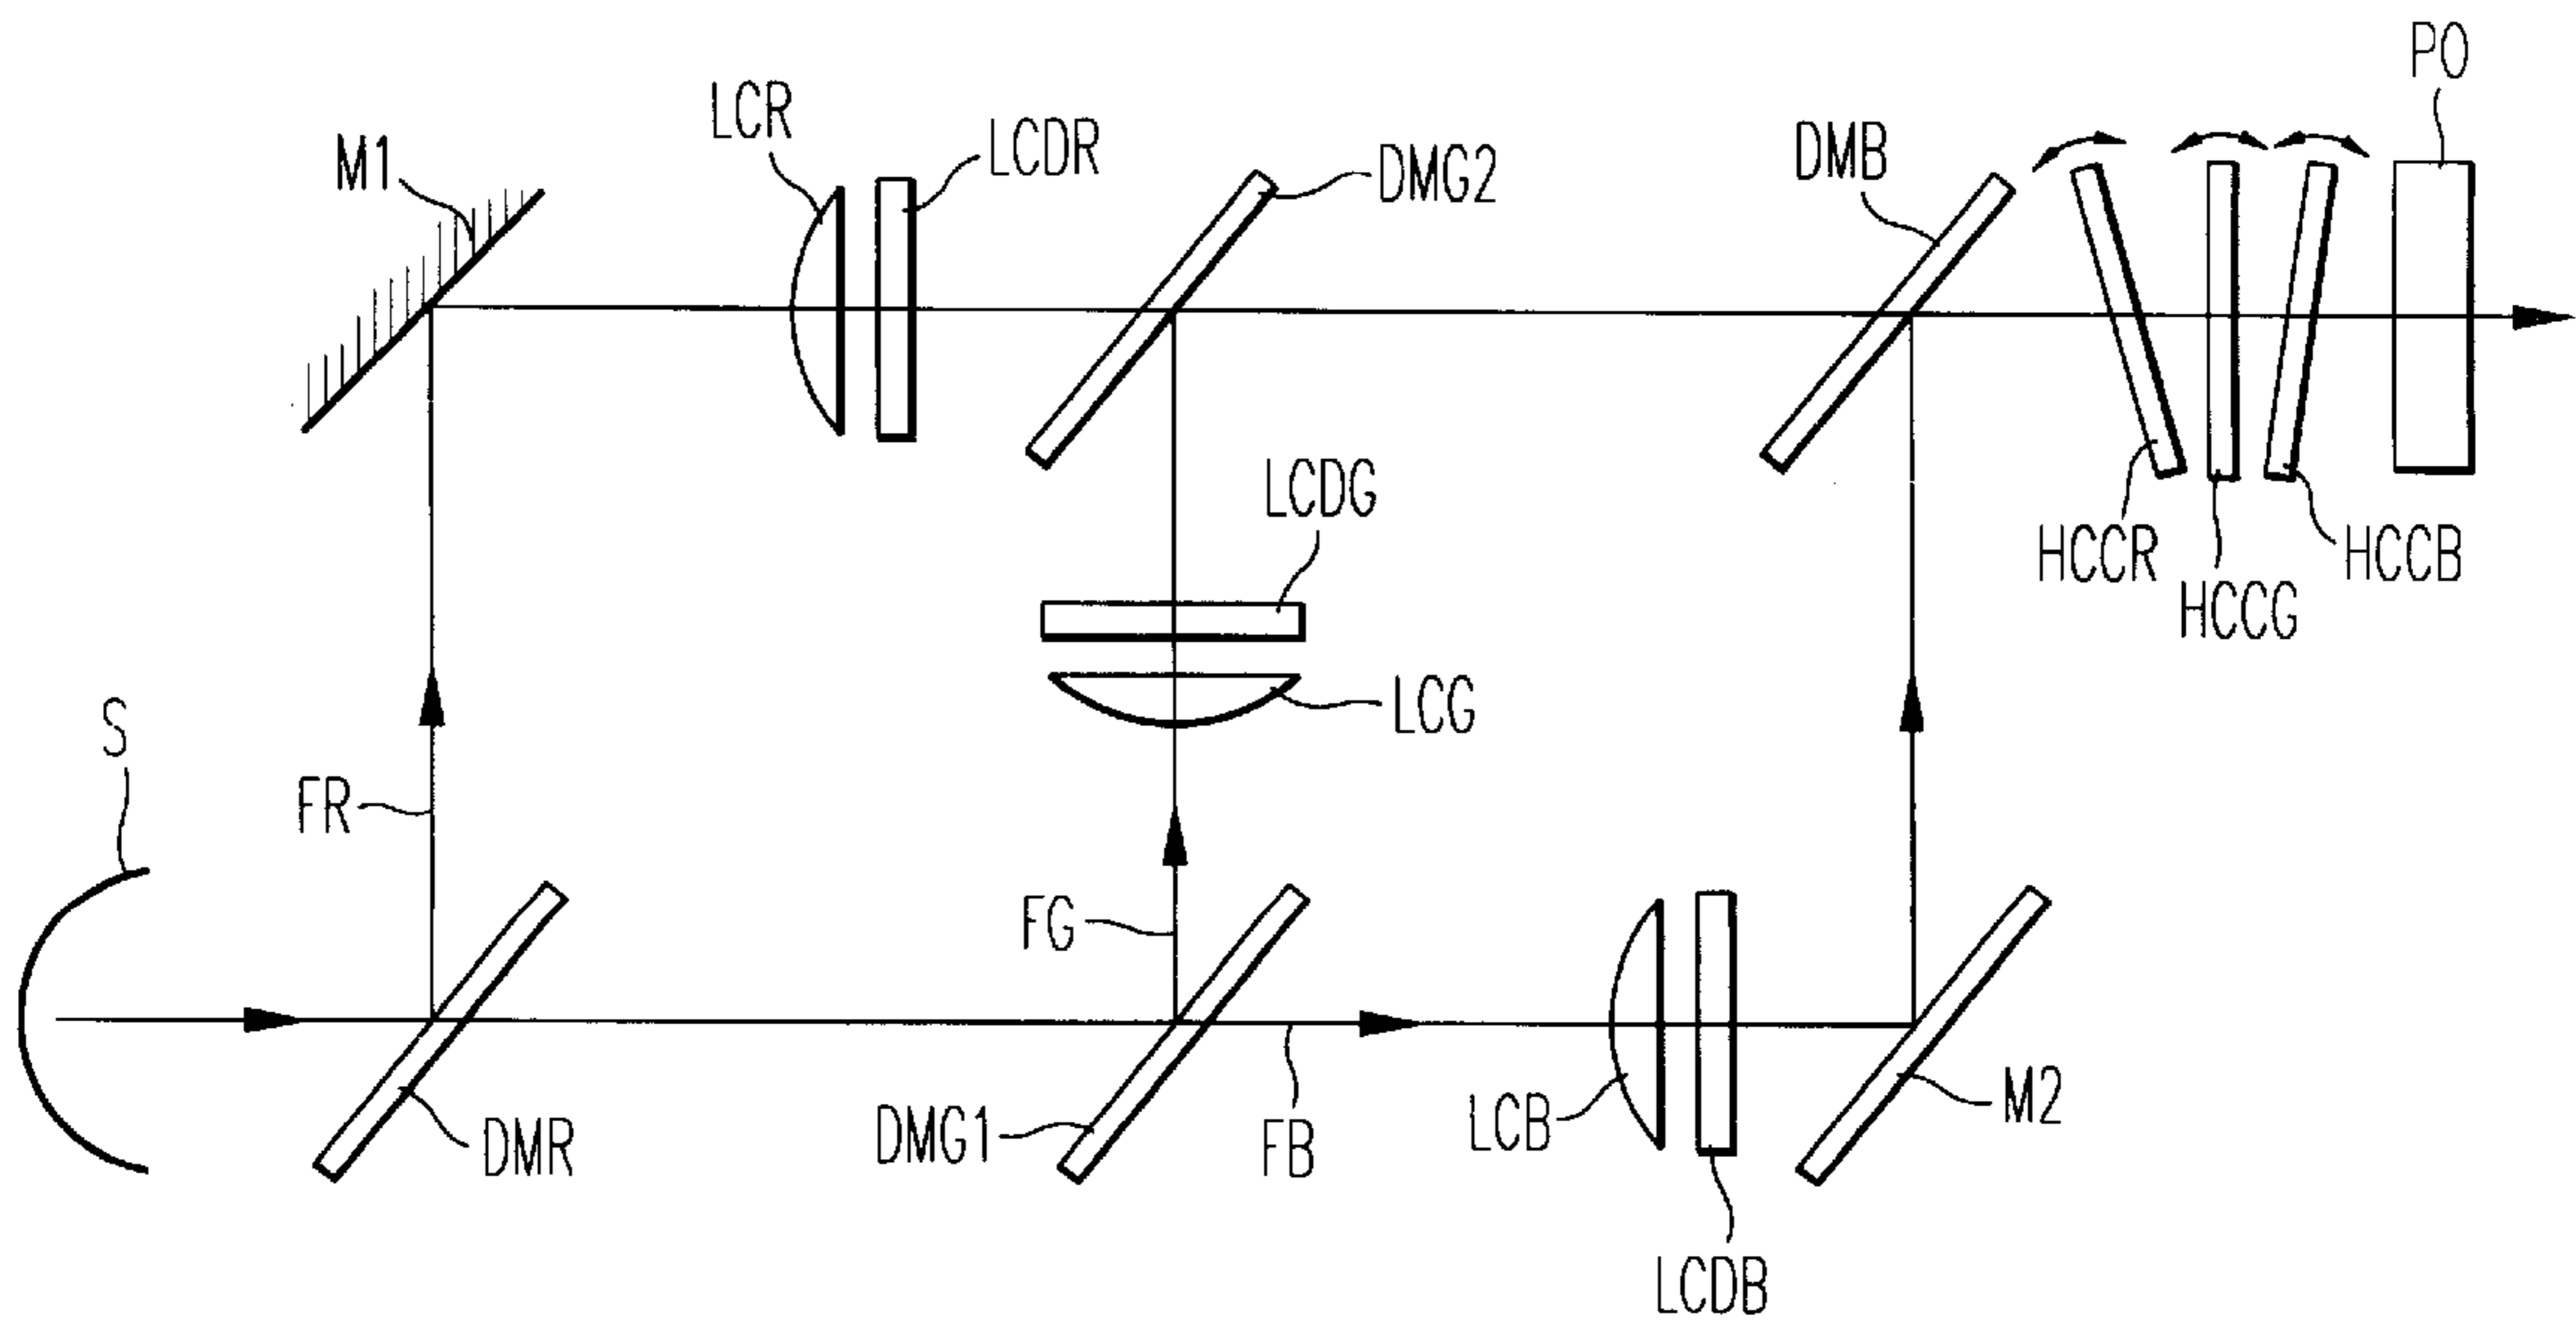 PO
LCR
LCDR
M1
DMG2
DMB
LCDG
HCCR
HCCB
HCCG
LCG
S
FR
FG
DMR
DMG1
FB
LCB
M2
LCDB